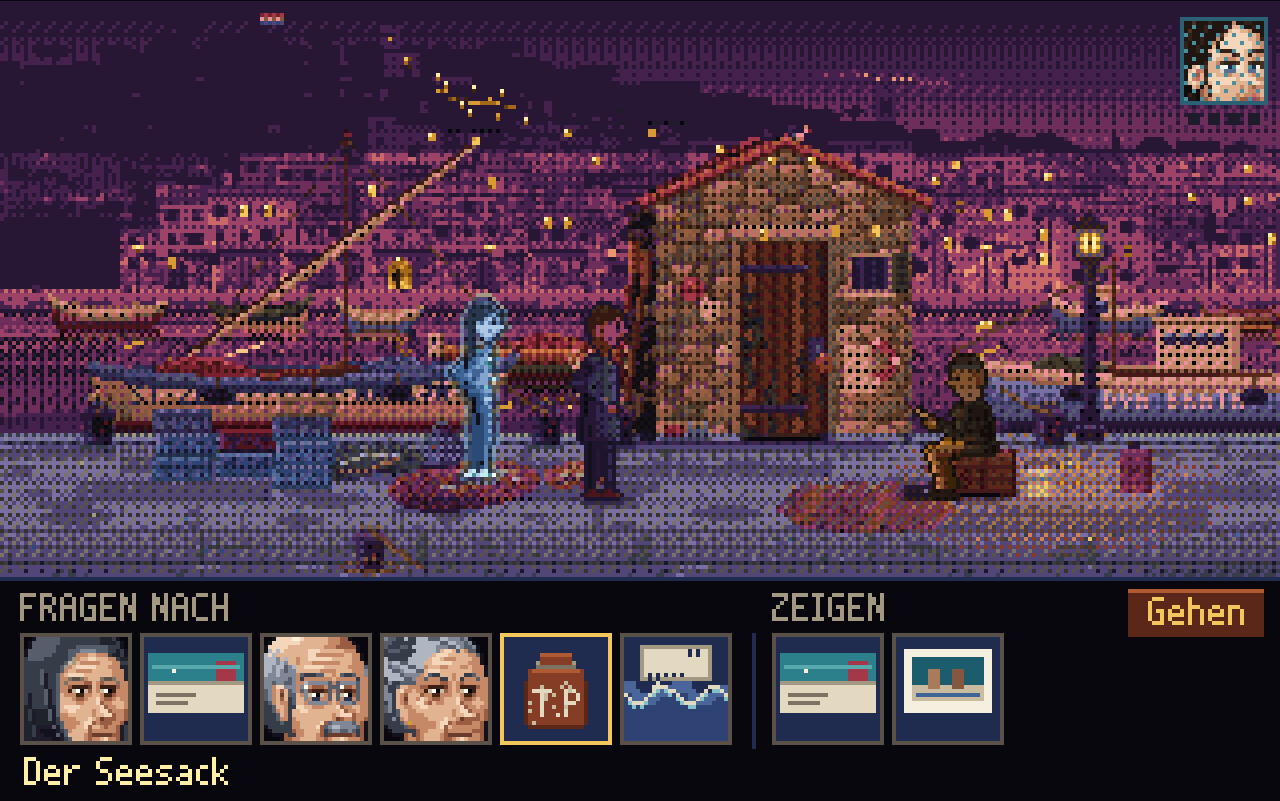 FRAGEN NACH
ZEIGEN
Gehen
T.P
Der Seesack